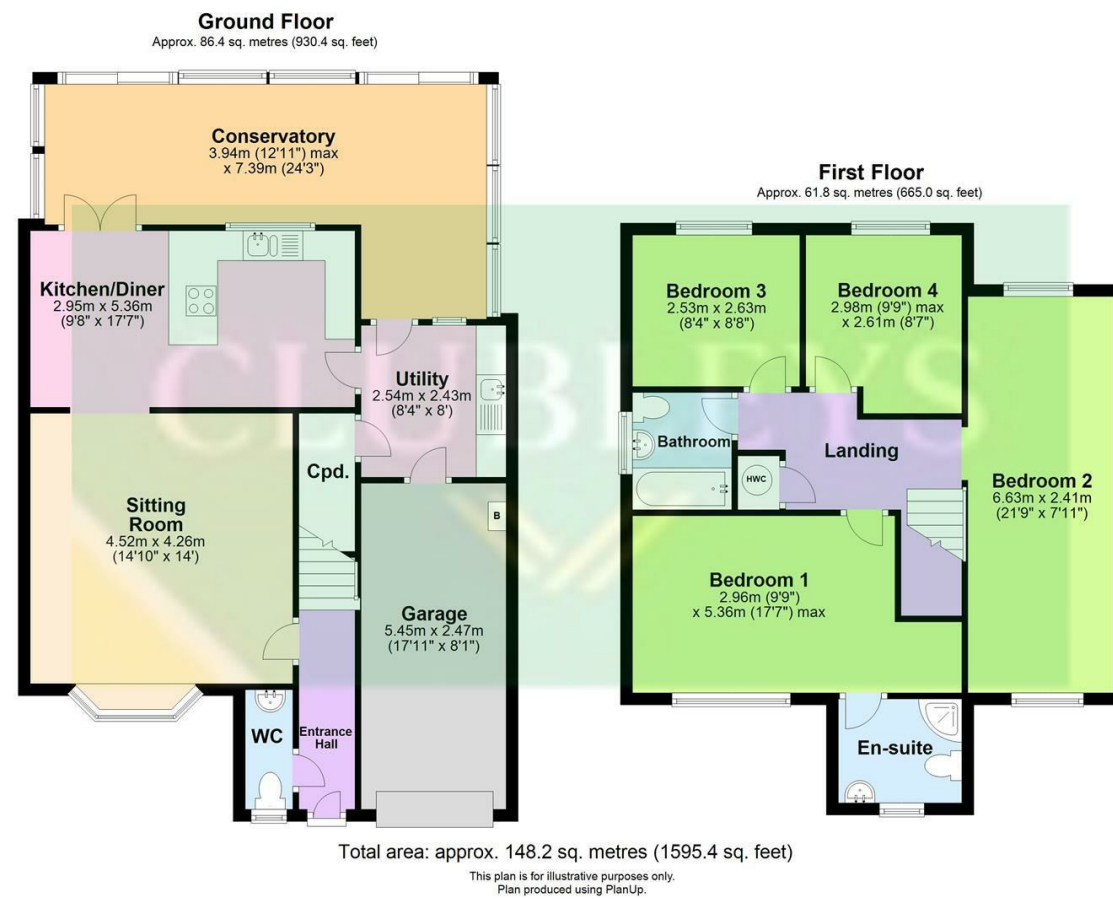 Ground Floor
Approx. 86.4 sq. metres (930.4 sq. feet)
Conservatory
3.94m (12'11") max
x 7.39m (24'3")
Kitchen/Diner
2.95m x 5.36m
(9'8" x 17'7")
Utility
2.54m x 2.43m
(8'4" x 8')
Cpd.
Sitting
Room
4.52m x 4.26m
(14'10" x 14')
B
Garage
5.45m x 2.47m
(17'11" x 8'1")
WC
Entrance
Hall
First Floor
Approx. 61.8 sq. metres (665.0 sq. feet)
Bedroom 3
2.53m x 2.63m
(8'4" x 8'8")
Bedroom 4
2.98m (9'9") max
x 2.61m (8'7")
Bathroom
Landing
HWC
Bedroom 2
6.63m x 2.41m
(21'9" x 7'11")
Bedroom 1
2.96m (9'9")
x 5.36m (17'7") max
En-suite
CLUBLEYS
Total area: approx. 148.2 sq. metres (1595.4 sq. feet)
This plan is for illustrative purposes only.
Plan produced using PlanUp.